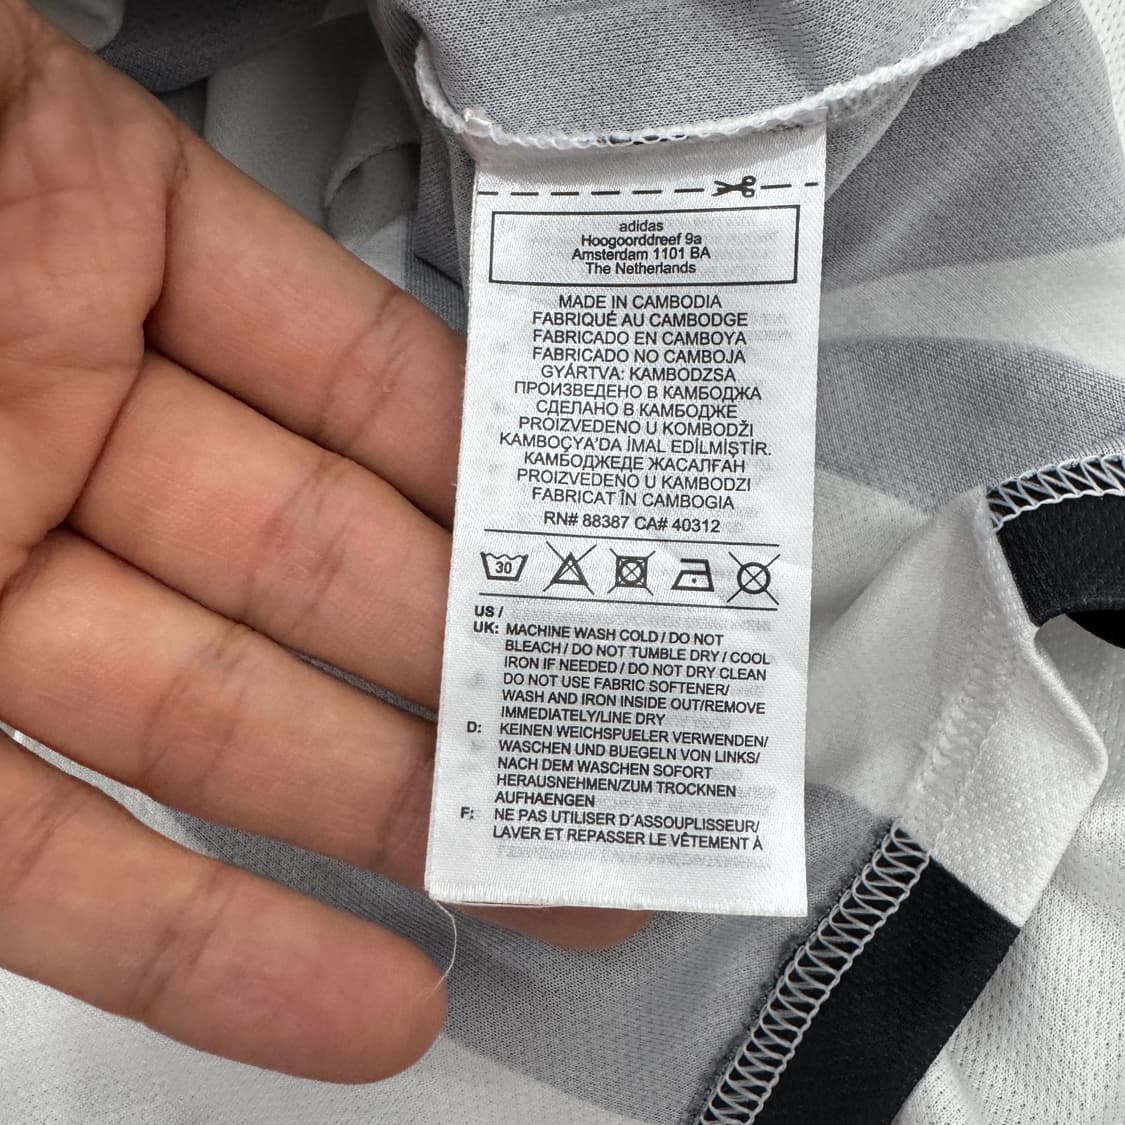 adidas
Hoogoorddreef 9a
Amsterdam 1101 BA
The Netherlands
MADE IN CAMBODIA
FABRIQUÉ AU CAMBODGE
FABRICADO EN CAMBOYA
FABRICADO NO CAMBOJA
GYÁRTVA: KAMBODZSA
ПРОИЗВЕДЕНО В КАМБОДЖА
СДЕЛАНО В КАМБОДЖЕ
PROIZVEDENO U KOMBODŽI
KAMBOÇYA'DA İMAL EDİLMİŞTİR.
КАМБОДЖЕДЕ ЖАСАЛҒАН
PROIZVEDENO U KAMBODZI
FABRICAT ÎN CAMBOGIA
RN# 88387 CA# 40312
30
US /
UK: MACHINE WASH COLD / DO NOT
BLEACH / DO NOT TUMBLE DRY / COOL
IRON IF NEEDED / DO NOT DRY CLEAN
DO NOT USE FABRIC SOFTENER/
WASH AND IRON INSIDE OUT/REMOVE
IMMEDIATELY/LINE DRY
D: KEINEN WEICHSPUELER VERWENDEN/
WASCHEN UND BUEGELN VON LINKS/
NACH DEM WASCHEN SOFORT
HERAUSNEHMEN/ZUM TROCKNEN
AUFHAENGEN
F: NE PAS UTILISER D´ASSOUPLISSEUR/
LAVER ET REPASSER LE VÊTEMENT À